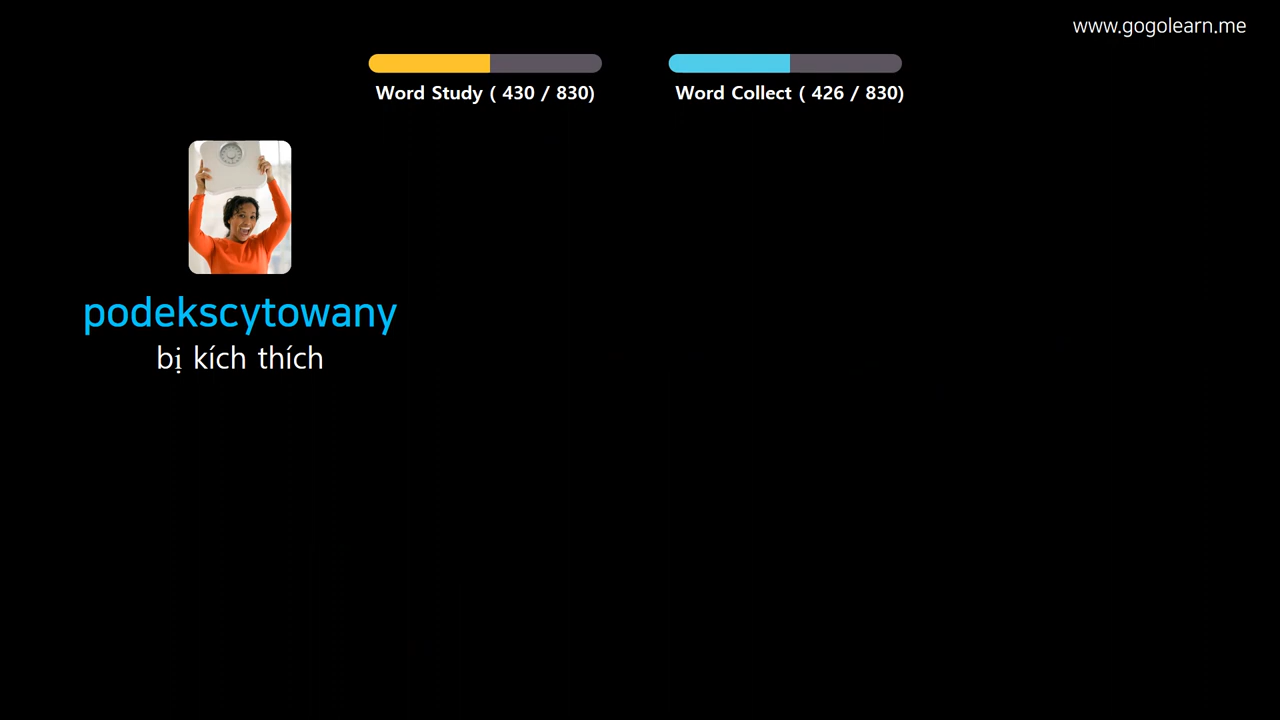 www.gogolearn.me
Word Study ( 430 / 830)
Word Collect ( 426 / 830)
podekscytowany
bị kích thích